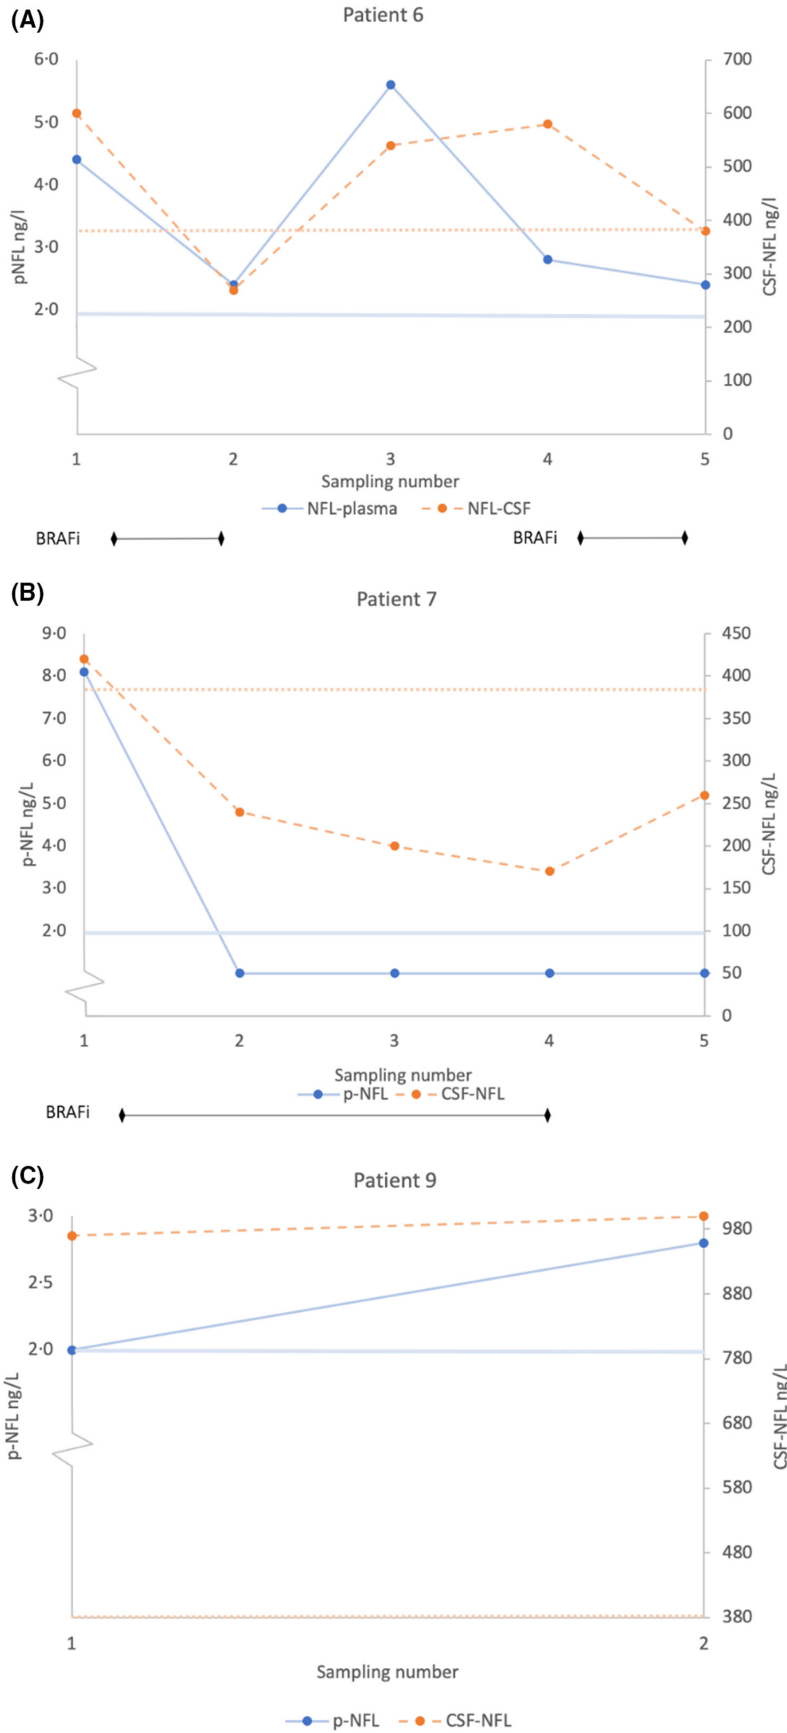 (A)
Patient 6
6·0
5·0
4·0
3·0
2·0
pNFL ng/l
700
600
500
400
300
200
100
0
CSF-NFL ng/l
1 2 3 4 5
Sampling number
NFL-plasma NFL-CSF
BRAFi BRAFi
(B)
Patient 7
9·0
8·0
7·0
6·0
5·0
4·0
3·0
2·0
p-NFL ng/L
450
400
350
300
250
200
150
100
50
0
CSF-NFL ng/L
1 2 3 4 5
Sampling number
p-NFL CSF-NFL
BRAFi
(C)
Patient 9
3·0
2·5
2·0
p-NFL ng/L
980
880
780
680
580
480
380
CSF-NFL ng/L
1 2
Sampling number
p-NFL CSF-NFL